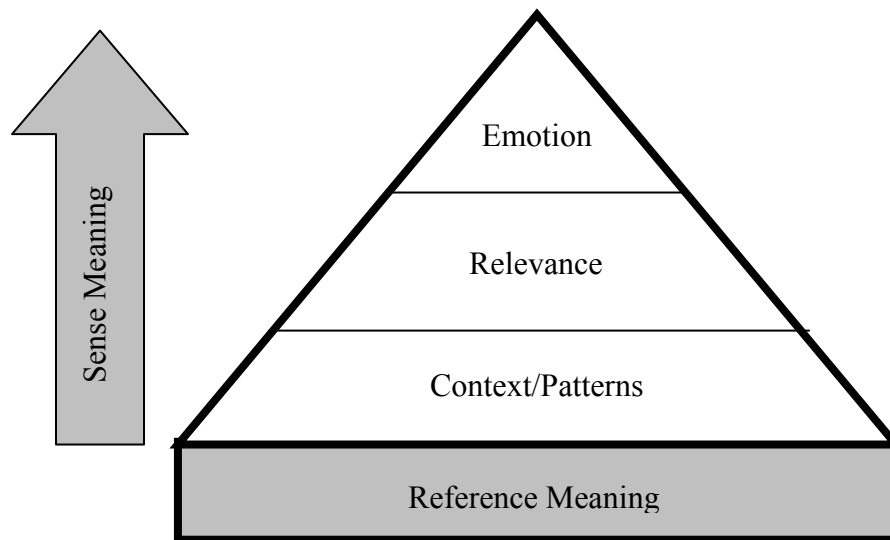 Sense Meaning
Emotion
Relevance
Context/Patterns
Reference Meaning